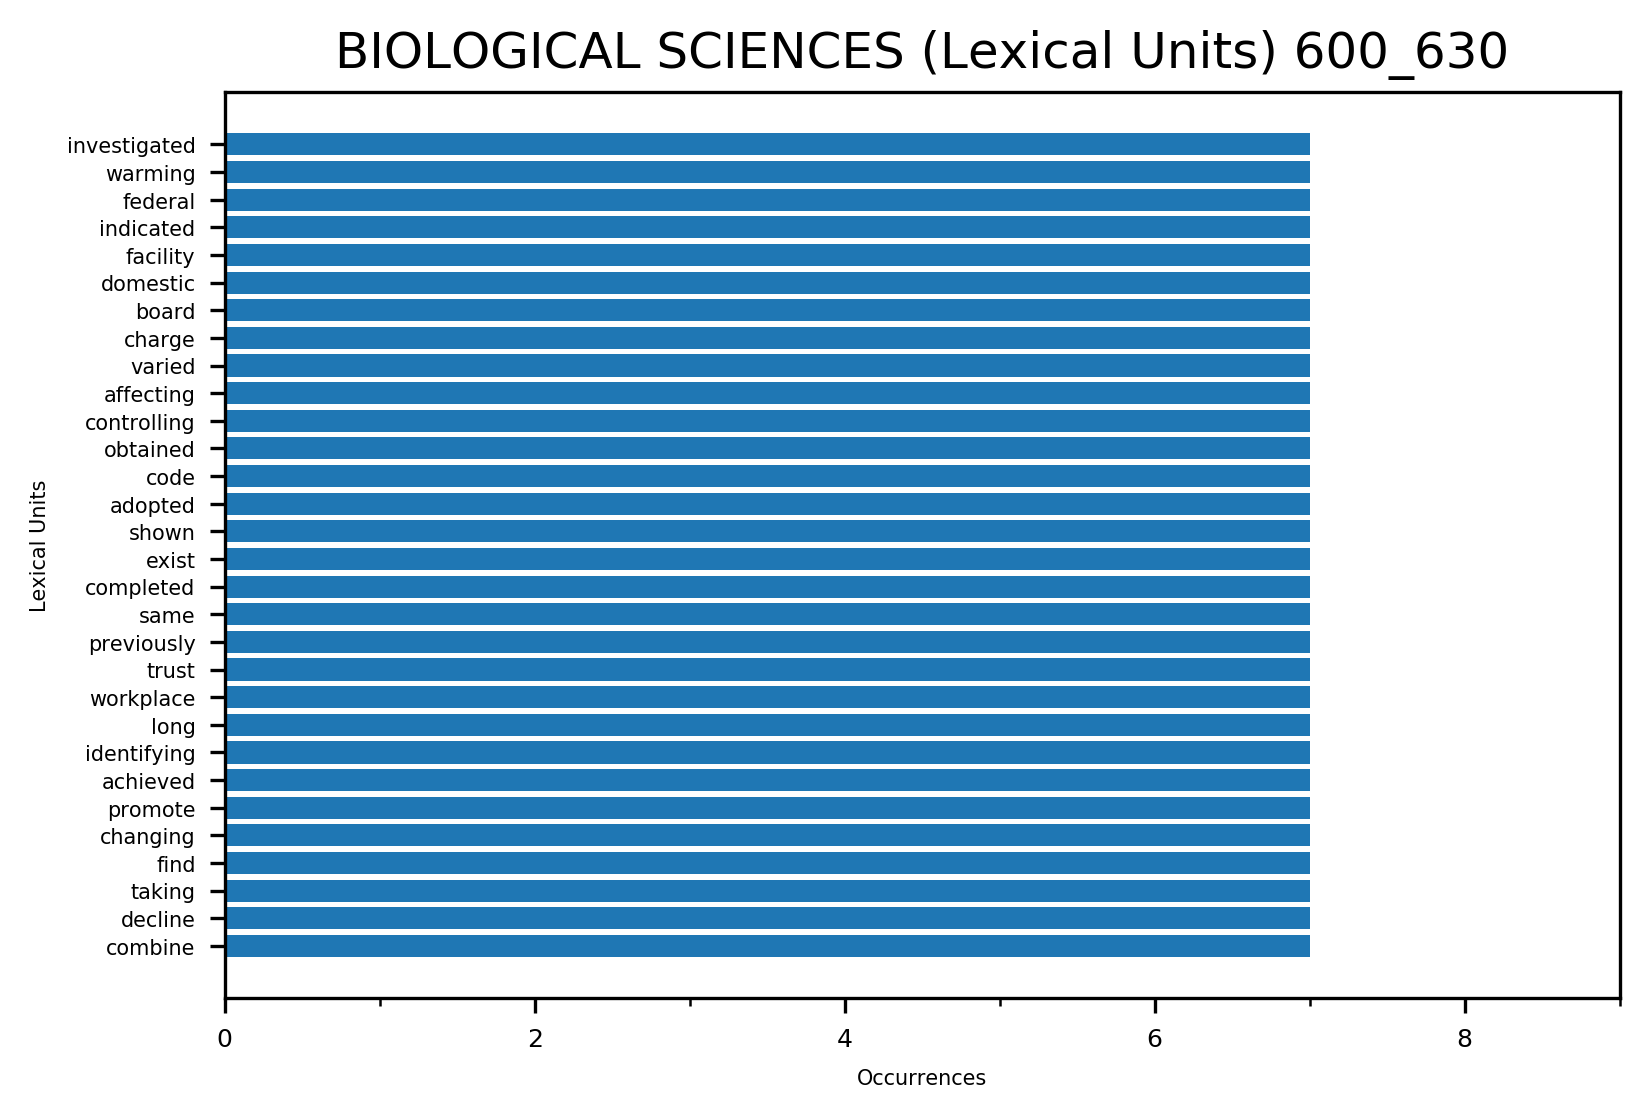 BIOLOGICAL SCIENCES (Lexical Units) 600_630
investigated
warming
federal
indicated
facility
domestic
board
charge
varied
affecting
controlling
obtained
code
adopted
shown
exist
completed
same
previously
trust
workplace
long
identifying
achieved
promote
changing
find
taking
decline
combine
Lexical Units
0 2 4 6 8
Occurrences